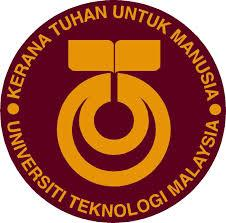 KERANA TUHAN UNTUK MANUSIA
UNIVERSITI TEKNOLOGI MALAYSIA